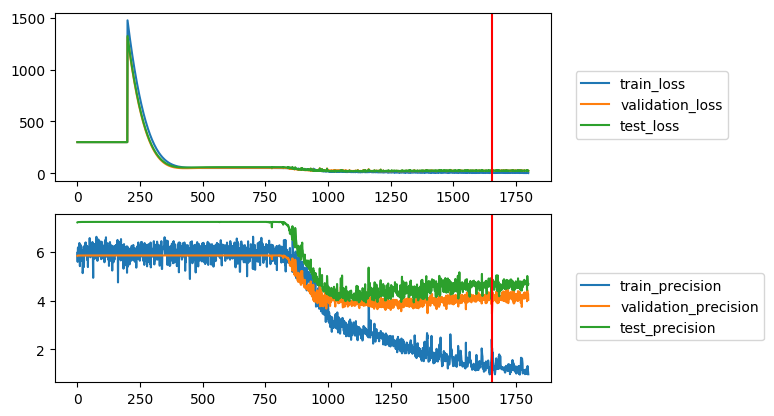 1500
1000
500
0
0 250 500 750 1000 1250 1500 1750
train_loss
validation_loss
test_loss
6
4
2
0 250 500 750 1000 1250 1500 1750
train_precision
validation_precision
test_precision